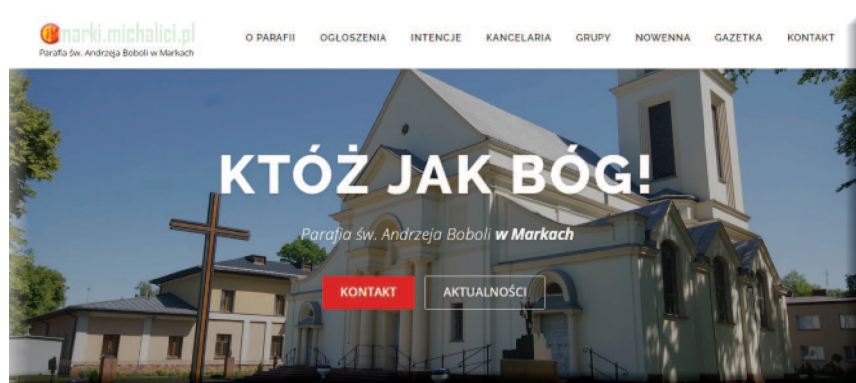 marki.michalici.pl
Parafia św. Andrzeja Boboli w Markach
O PARAFII OGŁOSZENIA INTENCJE KANCELARIA GRUPY NOWENNA GAZETKA KONTAKT
KTÓŻ JAK BÓG!
Parafia św. Andrzeja Boboli w Markach
KONTAKT AKTUALNOŚCI